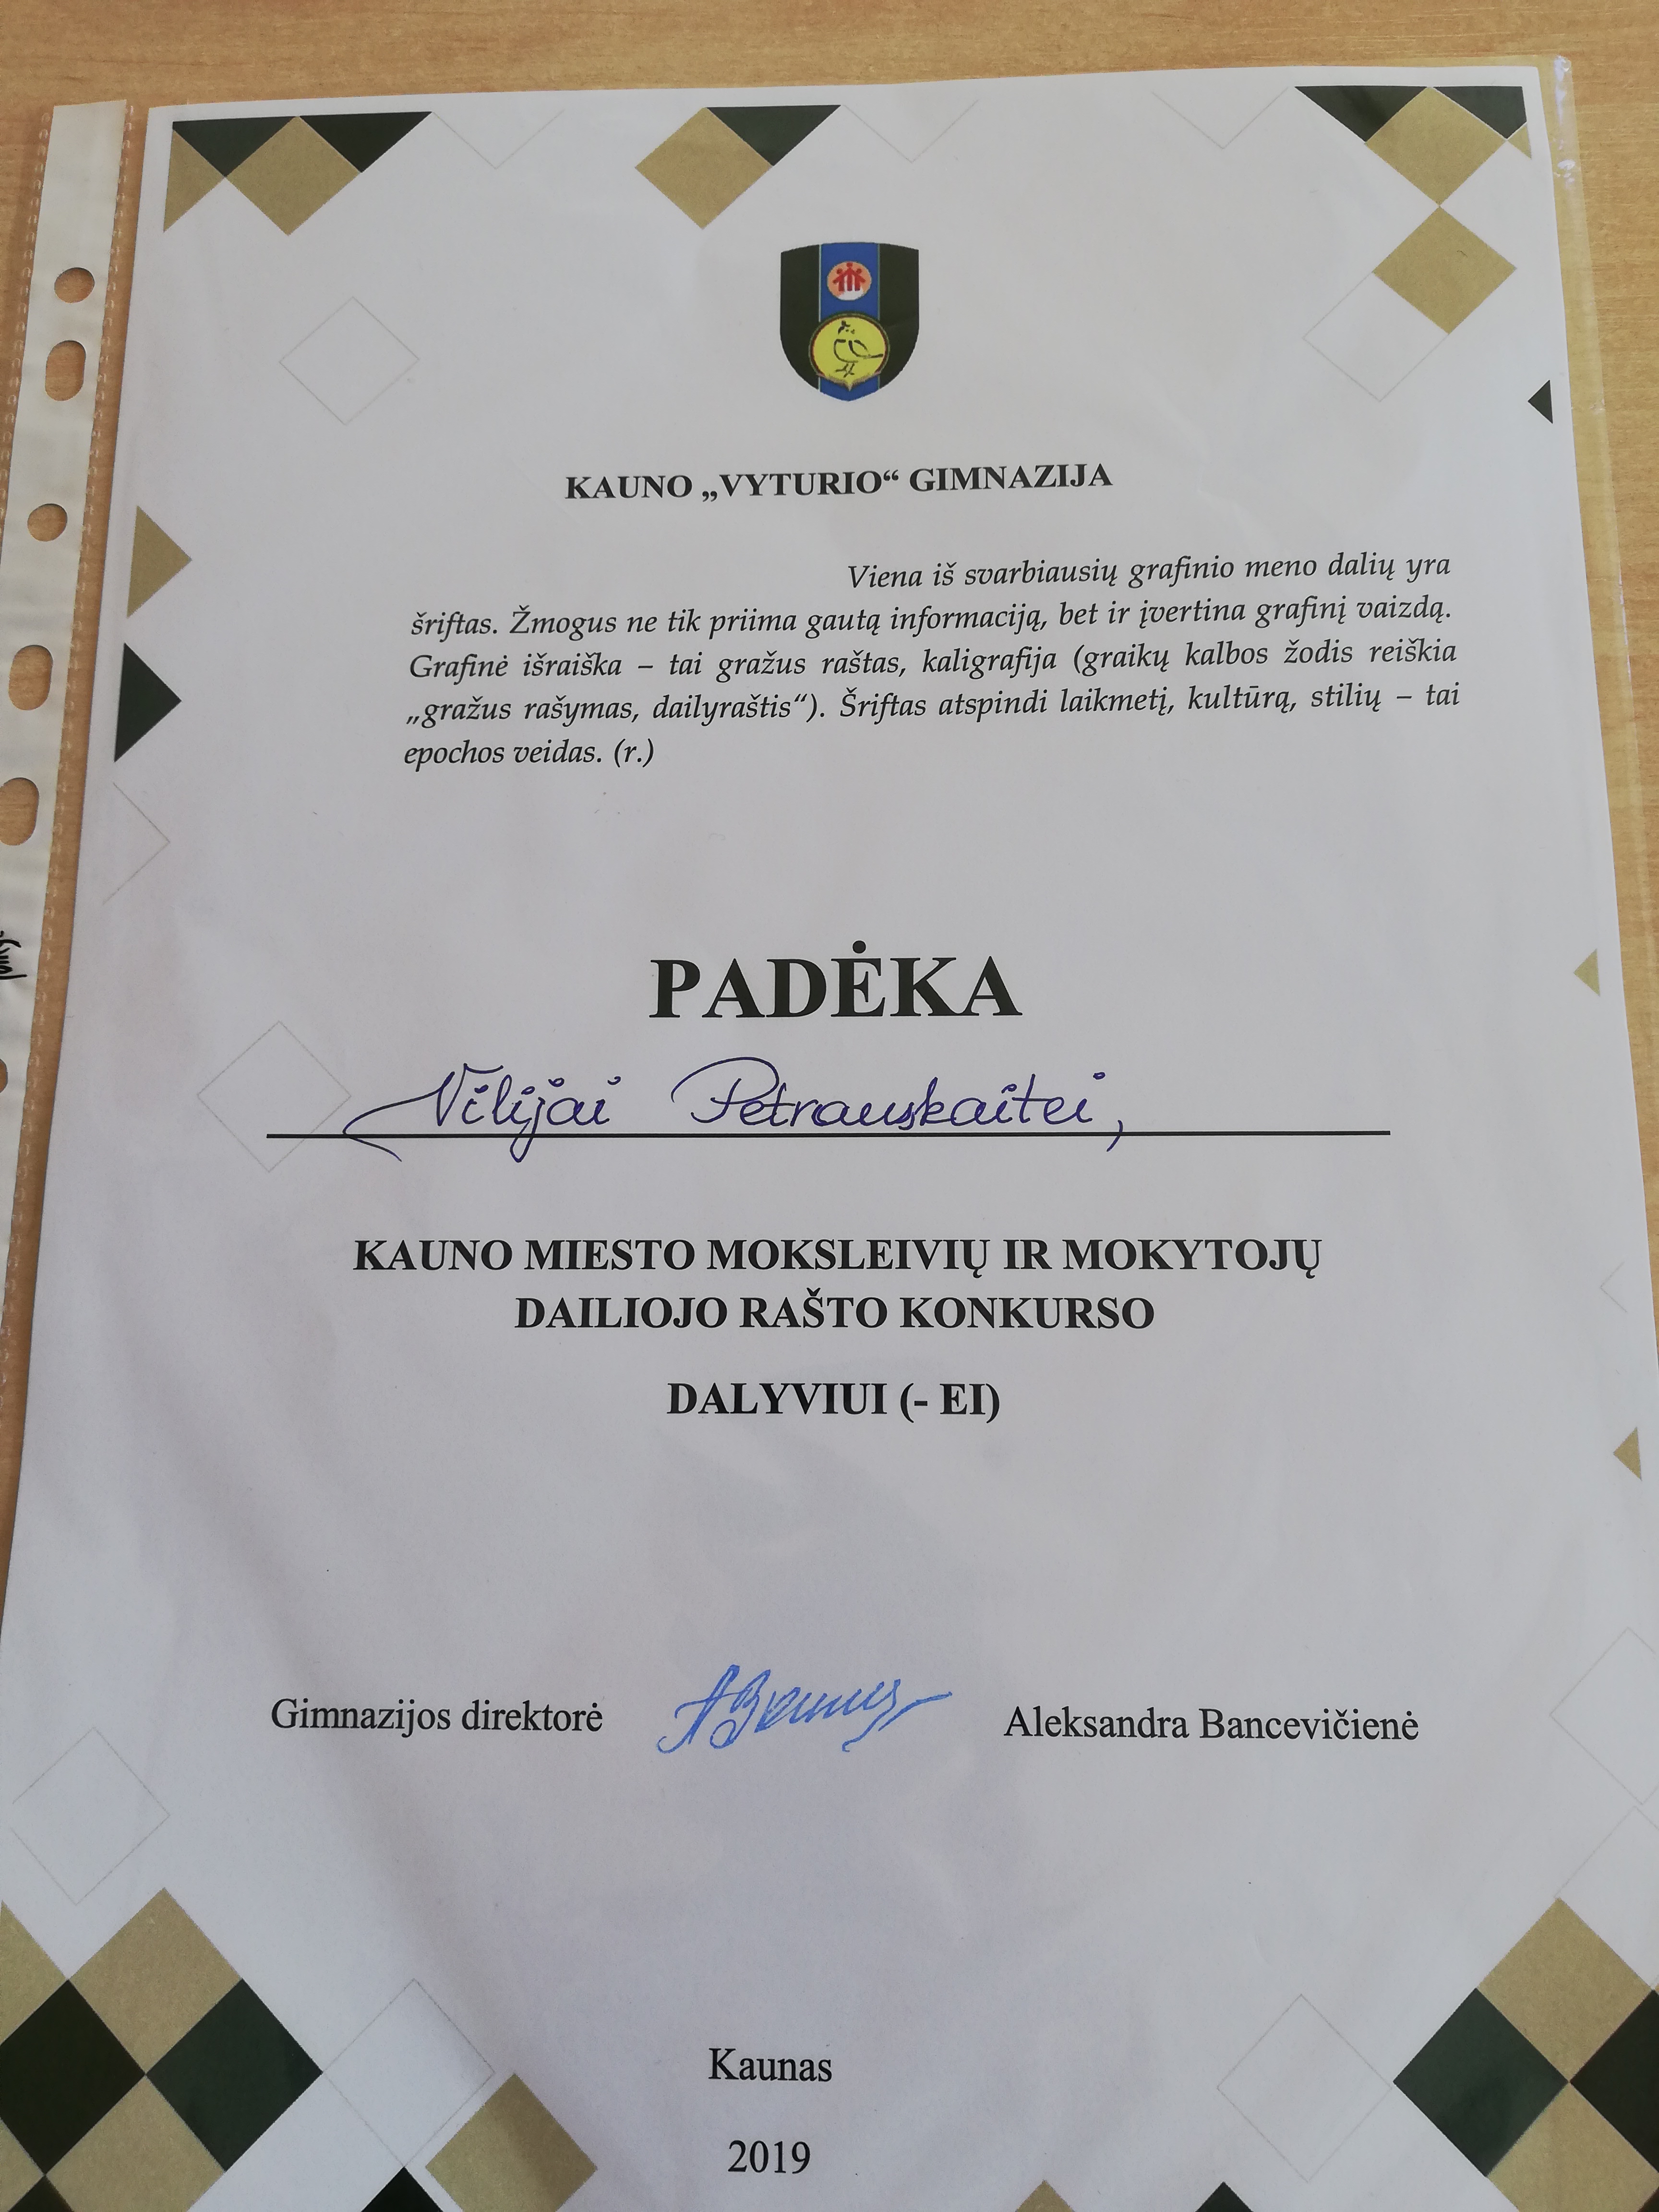 KAUNO „VYTURIO“ GIMNAZIJA
Viena iš svarbiausių grafinio meno dalių yra
šriftas. Žmogus ne tik priima gautą informaciją, bet ir įvertina grafinį vaizdą.
Grafinė išraiška – tai gražus raštas, kaligrafija (graikų kalbos žodis reiškia
„gražus rašymas, dailyraštis“). Šriftas atspindi laikmetį, kultūrą, stilių – tai
epochos veidas. (r.)
PADĖKA
Vilijai Petrauskaitei,
KAUNO MIESTO MOKSLEIVIŲ IR MOKYTOJŲ
DAILIOJO RAŠTO KONKURSO
DALYVIUI (- EI)
Gimnazijos direktorė Aleksandra Bancevičienė
Kaunas
2019